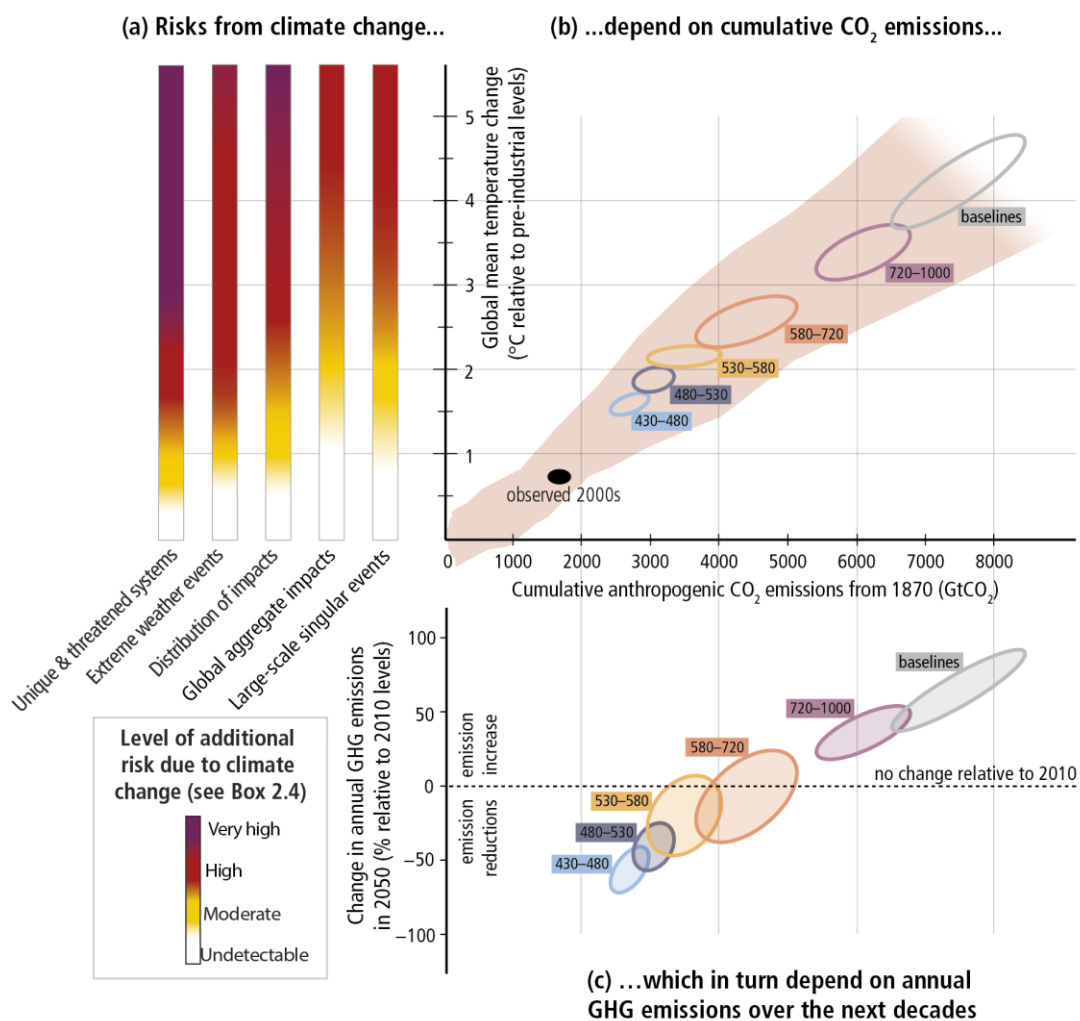 (a) Risks from climate change...
(b) ...depend on cumulative CO₂ emissions...
Global mean temperature change
(°C relative to pre-industrial levels)
5
4
3
2
1
baselines
720–1000
580–720
530–580
480–530
430–480
observed 2000s
0
1000
2000
3000
4000
5000
6000
7000
8000
Cumulative anthropogenic CO₂ emissions from 1870 (GtCO₂)
Unique & threatened systems
Extreme weather events
Distribution of impacts
Global aggregate impacts
Large-scale singular events
Level of additional
risk due to climate
change (see Box 2.4)
Very high
High
Moderate
Undetectable
Change in annual GHG emissions
in 2050 (% relative to 2010 levels)
100
50
0
−50
−100
emission
increase
emission
reductions
baselines
720–1000
580–720
no change relative to 2010
530–580
480–530
430–480
(c) ...which in turn depend on annual
GHG emissions over the next decades